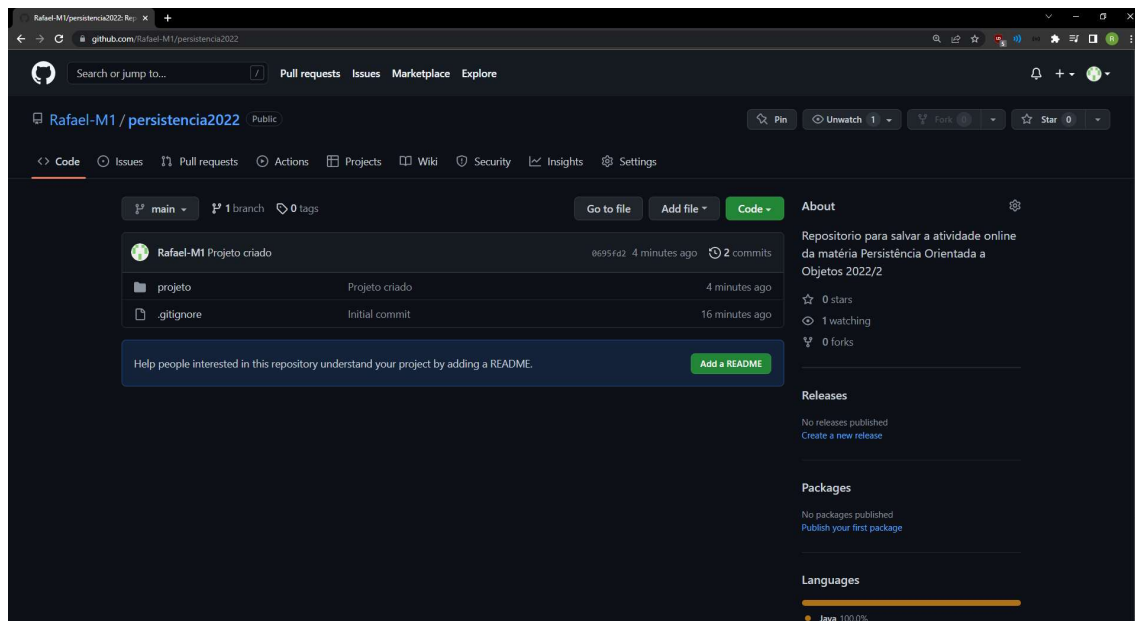 Rafael-M1/persistencia2022: Rep
github.com/Rafael-M1/persistencia2022
Search or jump to... / Pull requests Issues Marketplace Explore
Rafael-M1 / persistencia2022 Public Pin Unwatch 1 Fork 0 Star 0
Code Issues Pull requests Actions Projects Wiki Security Insights Settings
main 1 branch 0 tags Go to file Add file Code
Rafael-M1 Projeto criado 0695fd2 4 minutes ago 2 commits
projeto Projeto criado 4 minutes ago
.gitignore Initial commit 16 minutes ago
Help people interested in this repository understand your project by adding a README. Add a README
About
Repositorio para salvar a atividade online
da matéria Persistência Orientada a
Objetos 2022/2
0 stars
1 watching
0 forks
Releases
No releases published
Create a new release
Packages
No packages published
Publish your first package
Languages
Java 100.0%